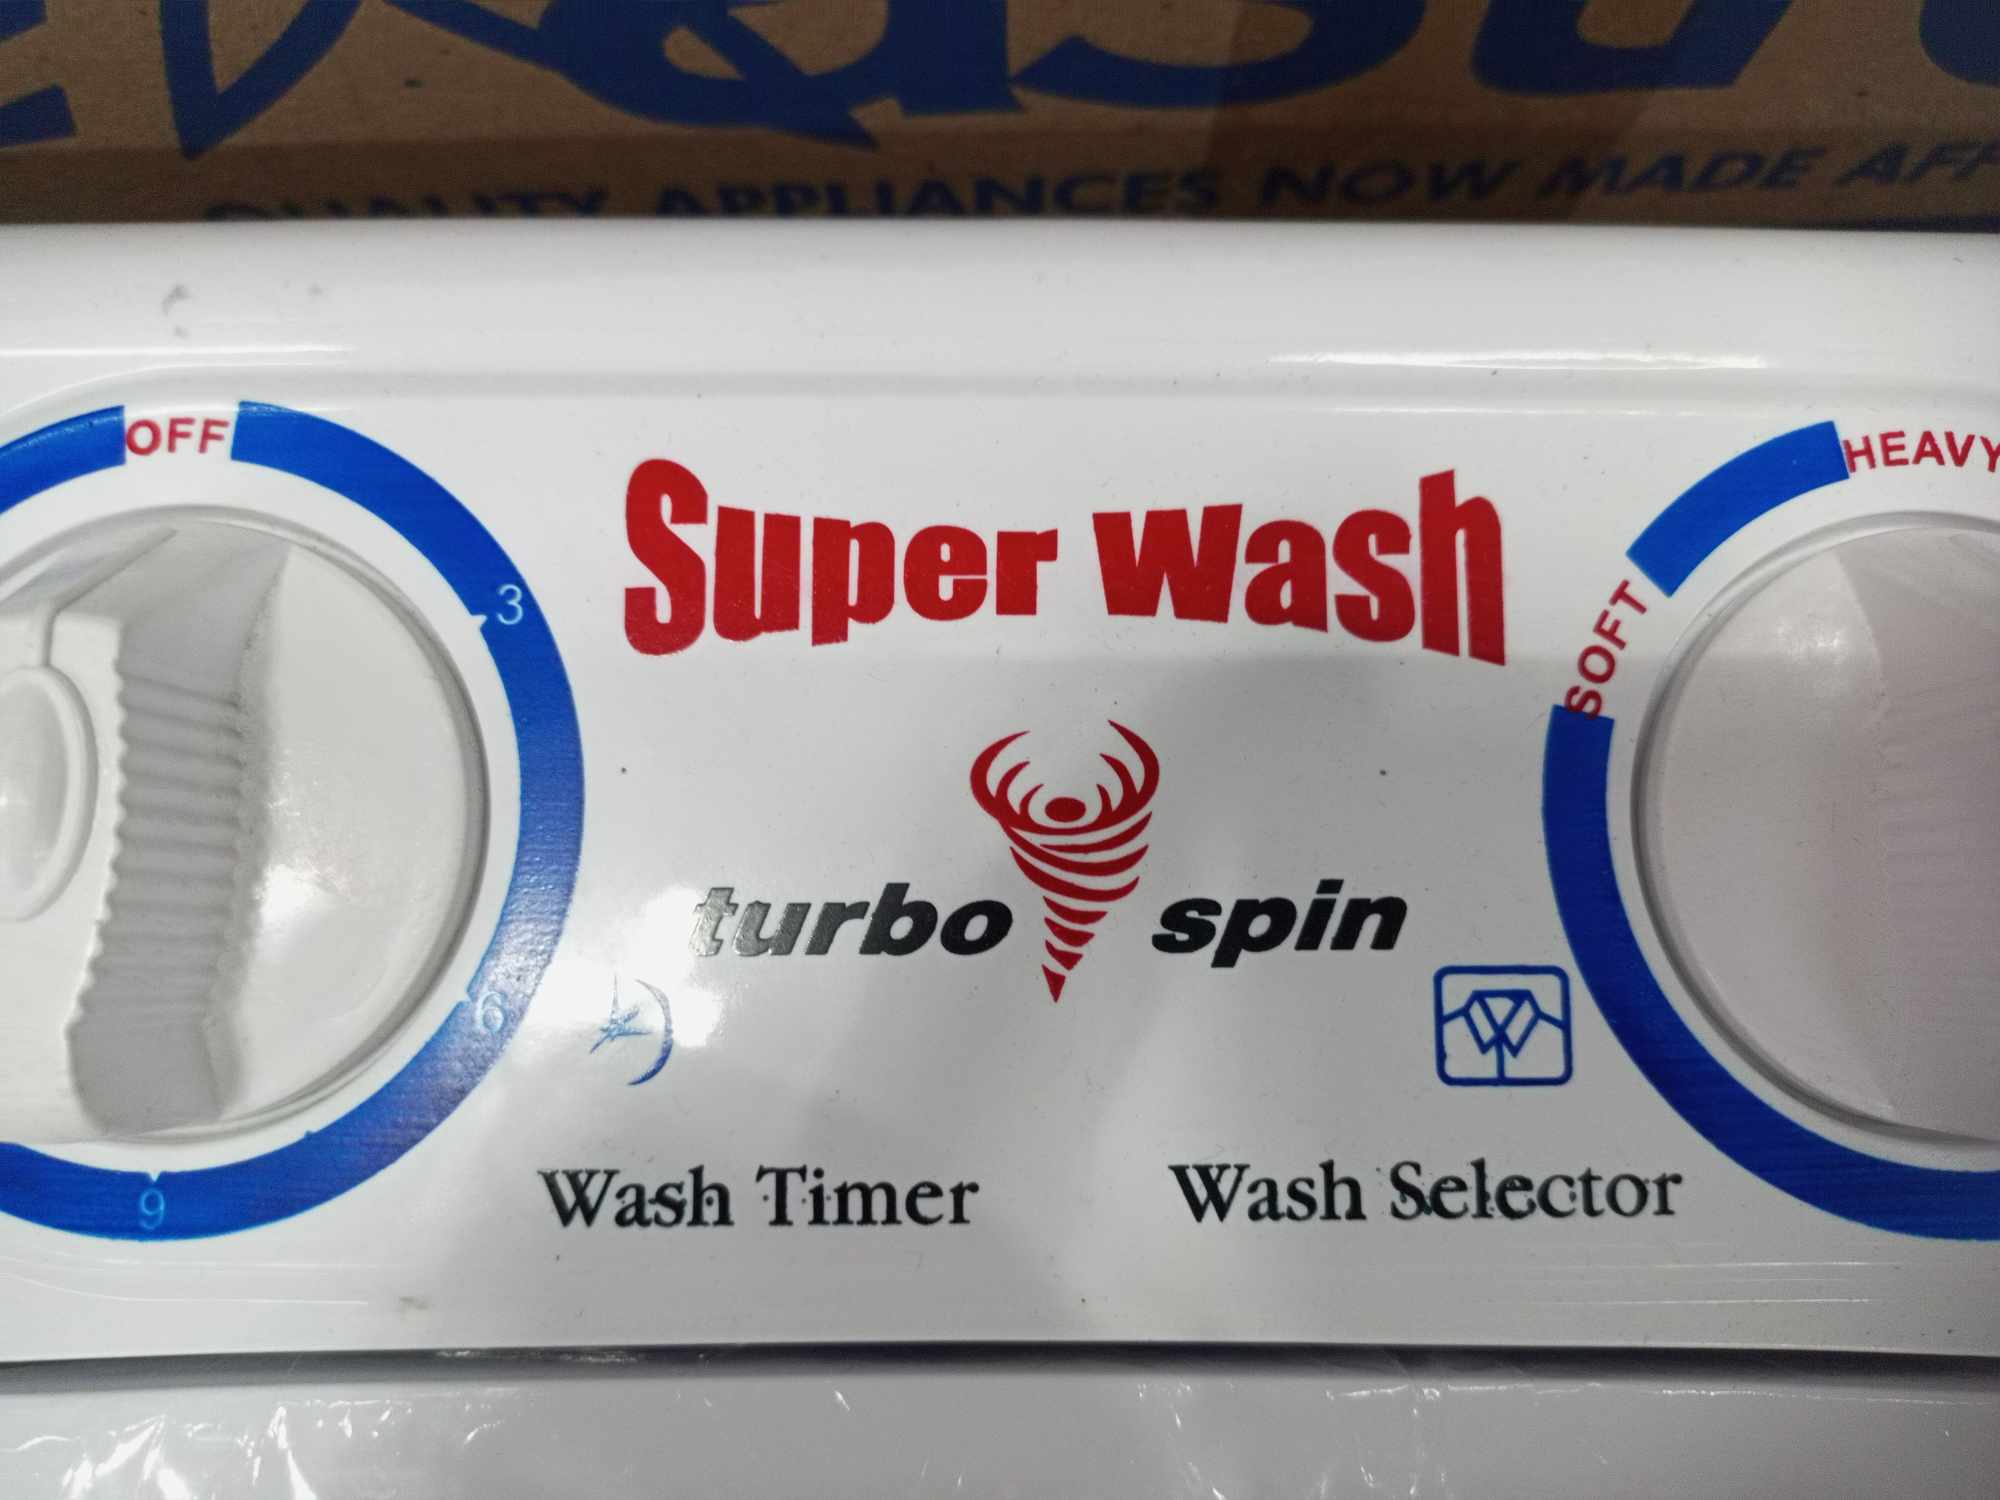 QUALITY APPLIANCES NOW MADE AFF
OFF
HEAVY
Super Wash
3
SOFT
turbo spin
6
Wash Timer
Wash Selector
9